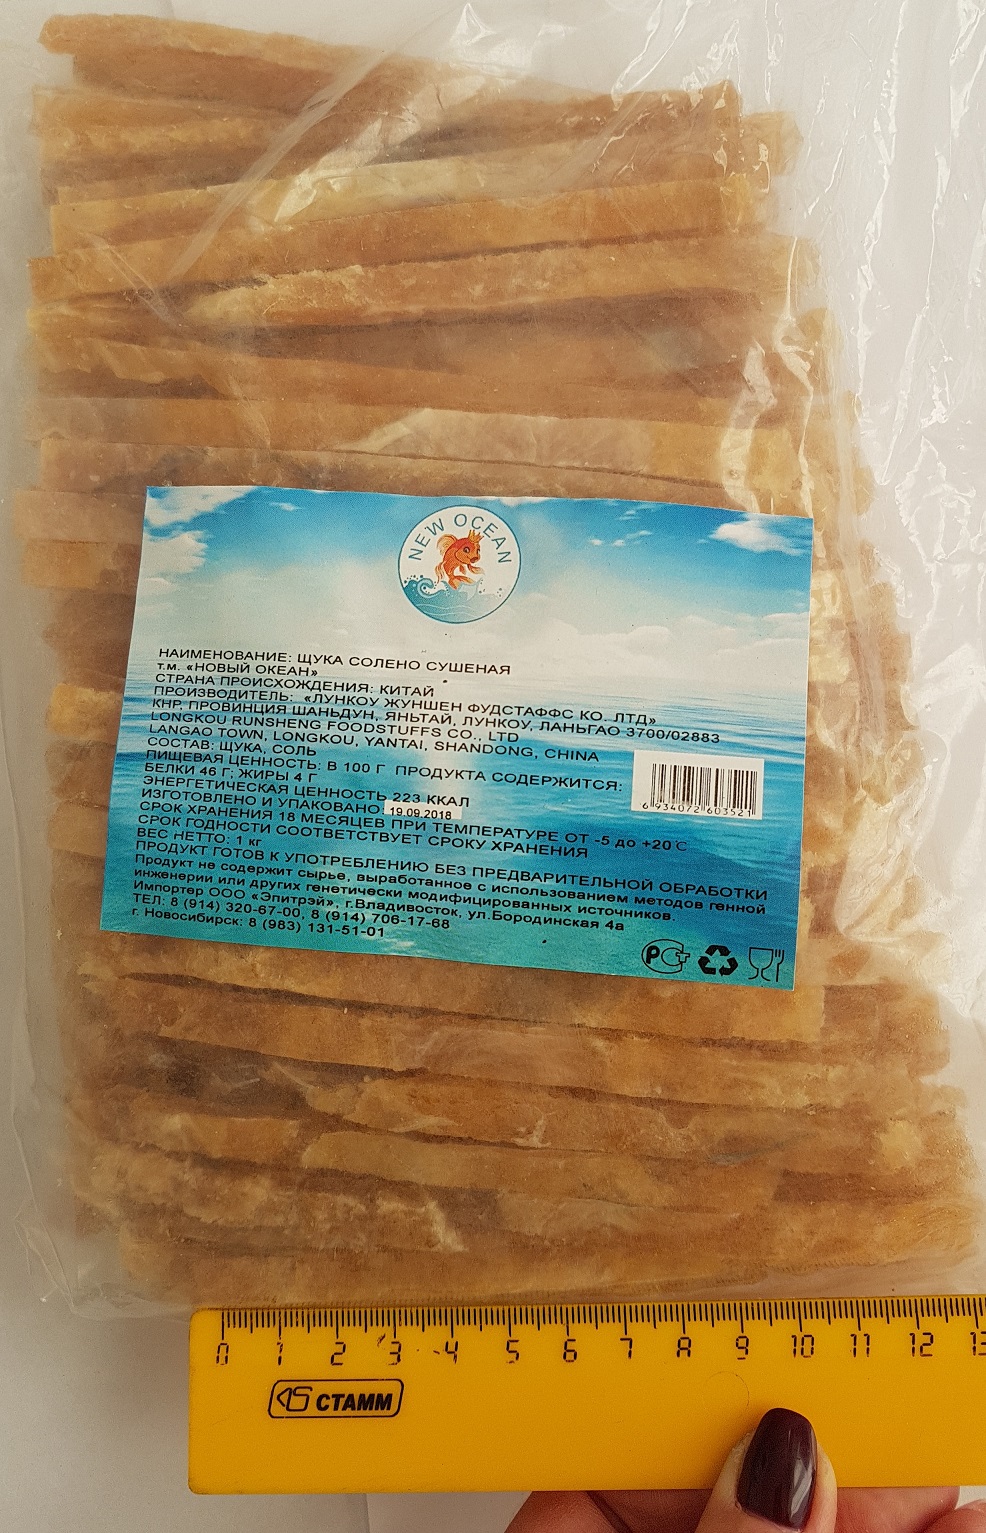 NEW OCEAN
НАИМЕНОВАНИЕ: ЩУКА СОЛЕНО СУШЕНАЯ
т.м. «НОВЫЙ ОКЕАН»
СТРАНА ПРОИСХОЖДЕНИЯ: КИТАЙ
ПРОИЗВОДИТЕЛЬ: «ЛУНКОУ ЖУНШЕН ФУДСТАФФС КО. ЛТД»
КНР, ПРОВИНЦИЯ ШАНЬДУН, ЯНЬТАЙ, ЛУНКОУ, ЛАНЬГАО 3700/02883
LONGKOU RUNSHENG FOODSTUFFS CO., LTD
LANGAO TOWN, LONGKOU, YANTAI, SHANDONG, CHINA
СОСТАВ: ЩУКА, СОЛЬ
ПИЩЕВАЯ ЦЕННОСТЬ: В 100 Г ПРОДУКТА СОДЕРЖИТСЯ:
БЕЛКИ 46 Г; ЖИРЫ 4 Г
ЭНЕРГЕТИЧЕСКАЯ ЦЕННОСТЬ 223 ККАЛ
ИЗГОТОВЛЕНО И УПАКОВАНО: 19.09.2018
СРОК ХРАНЕНИЯ 18 МЕСЯЦЕВ ПРИ ТЕМПЕРАТУРЕ ОТ -5 до +20°C
СРОК ГОДНОСТИ СООТВЕТСТВУЕТ СРОКУ ХРАНЕНИЯ
ВЕС НЕТТО: 1 кг
ПРОДУКТ ГОТОВ К УПОТРЕБЛЕНИЮ БЕЗ ПРЕДВАРИТЕЛЬНОЙ ОБРАБОТКИ
Продукт не содержит сырье, выработанное с использованием методов генной
инженерии или других генетически модифицированных источников.
Импортер ООО «Эпитрэй», г.Владивосток, ул.Бородинская 4а
ТЕЛ: 8 (914) 320-67-00, 8 (914) 706-17-68
г. Новосибирск: 8 (983) 131-51-01
6 934072 603521
РСТ
0 1 2 3 4 5 6 7 8 9 10 11 12 13
СТАММ